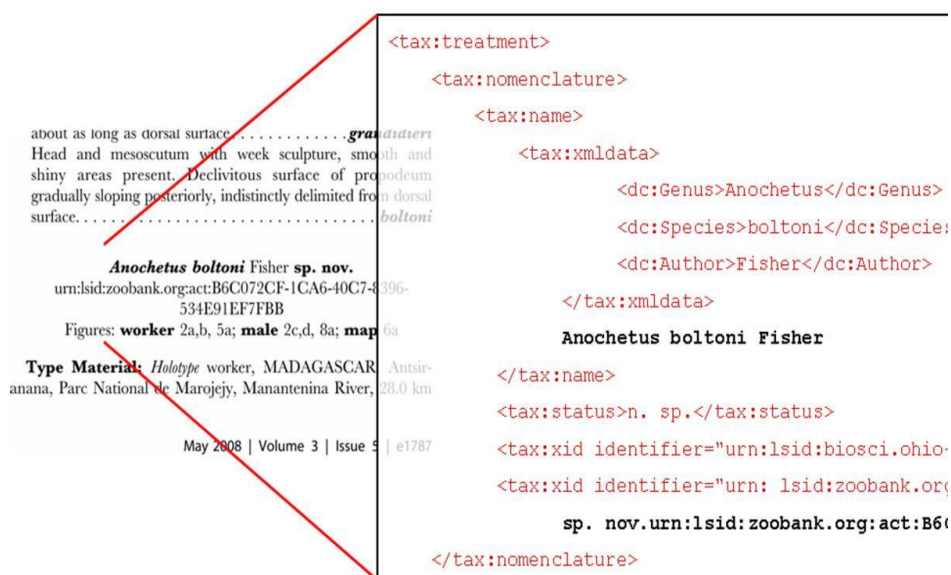 about as long as dorsal surface. . . . . . . . . . . . . grandidieri
Head and mesoscutum with week sculpture, smooth and
shiny areas present. Declivitous surface of propodeum
gradually sloping posteriorly, indistinctly delimited from dorsal
surface. . . . . . . . . . . . . . . . . . . . . . . . . . . . . . . . . . . boltoni
Anochetus boltoni Fisher sp. nov.
urn:lsid:zoobank.org:act:B6C072CF-1CA6-40C7-8396-
534E91EF7FBB
Figures: worker 2a,b, 5a; male 2c,d, 8a; map 6a
Type Material: Holotype worker, MADAGASCAR, Antsir-
anana, Parc National de Marojejy, Manantenina River, 28.0 km
May 2008 | Volume 3 | Issue 5 | e1787
<tax:treatment>
<tax:nomenclature>
<tax:name>
<tax:xmldata>
<dc:Genus>Anochetus</dc:Genus>
<dc:Species>boltoni</dc:Species
<dc:Author>Fisher</dc:Author>
</tax:xmldata>
Anochetus boltoni Fisher
</tax:name>
<tax:status>n. sp.</tax:status>
<tax:xid identifier="urn:lsid:biosci.ohio-
<tax:xid identifier="urn: lsid:zoobank.org
sp. nov.urn:lsid:zoobank.org:act:B6C
</tax:nomenclature>